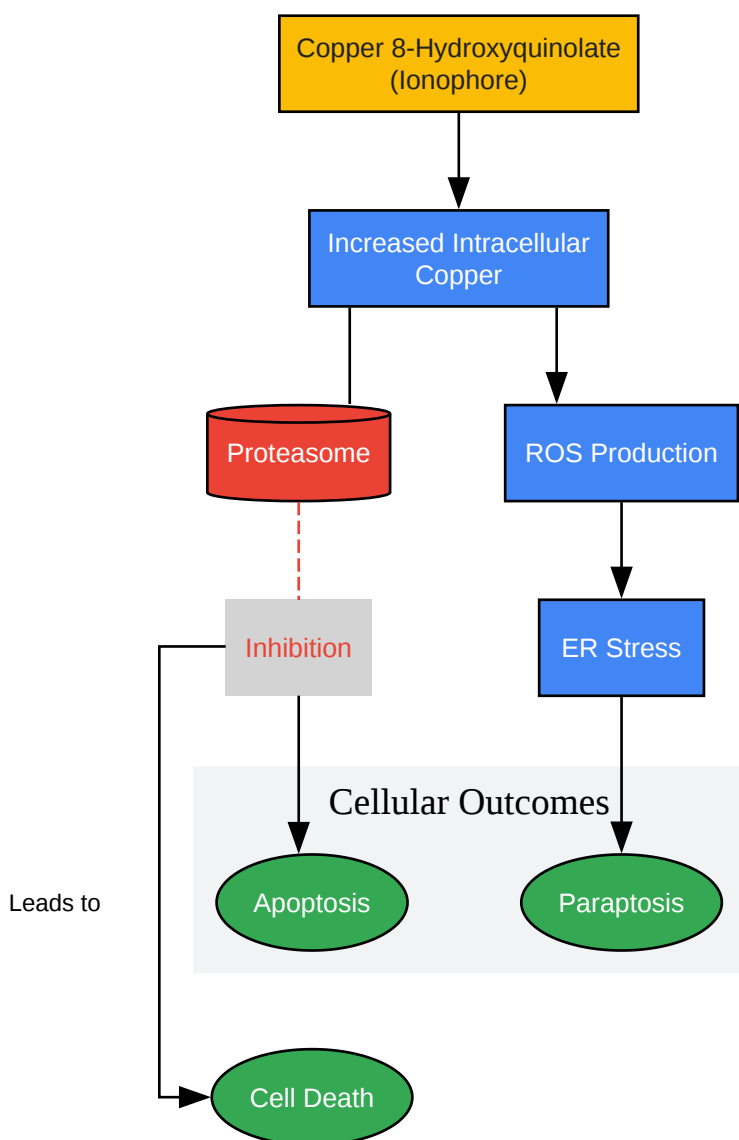 Copper 8-Hydroxyquinolate
(Ionophore)
Increased Intracellular
Copper
Proteasome
ROS Production
Inhibition
ER Stress
Cellular Outcomes
Apoptosis
Paraptosis
Leads to
Cell Death